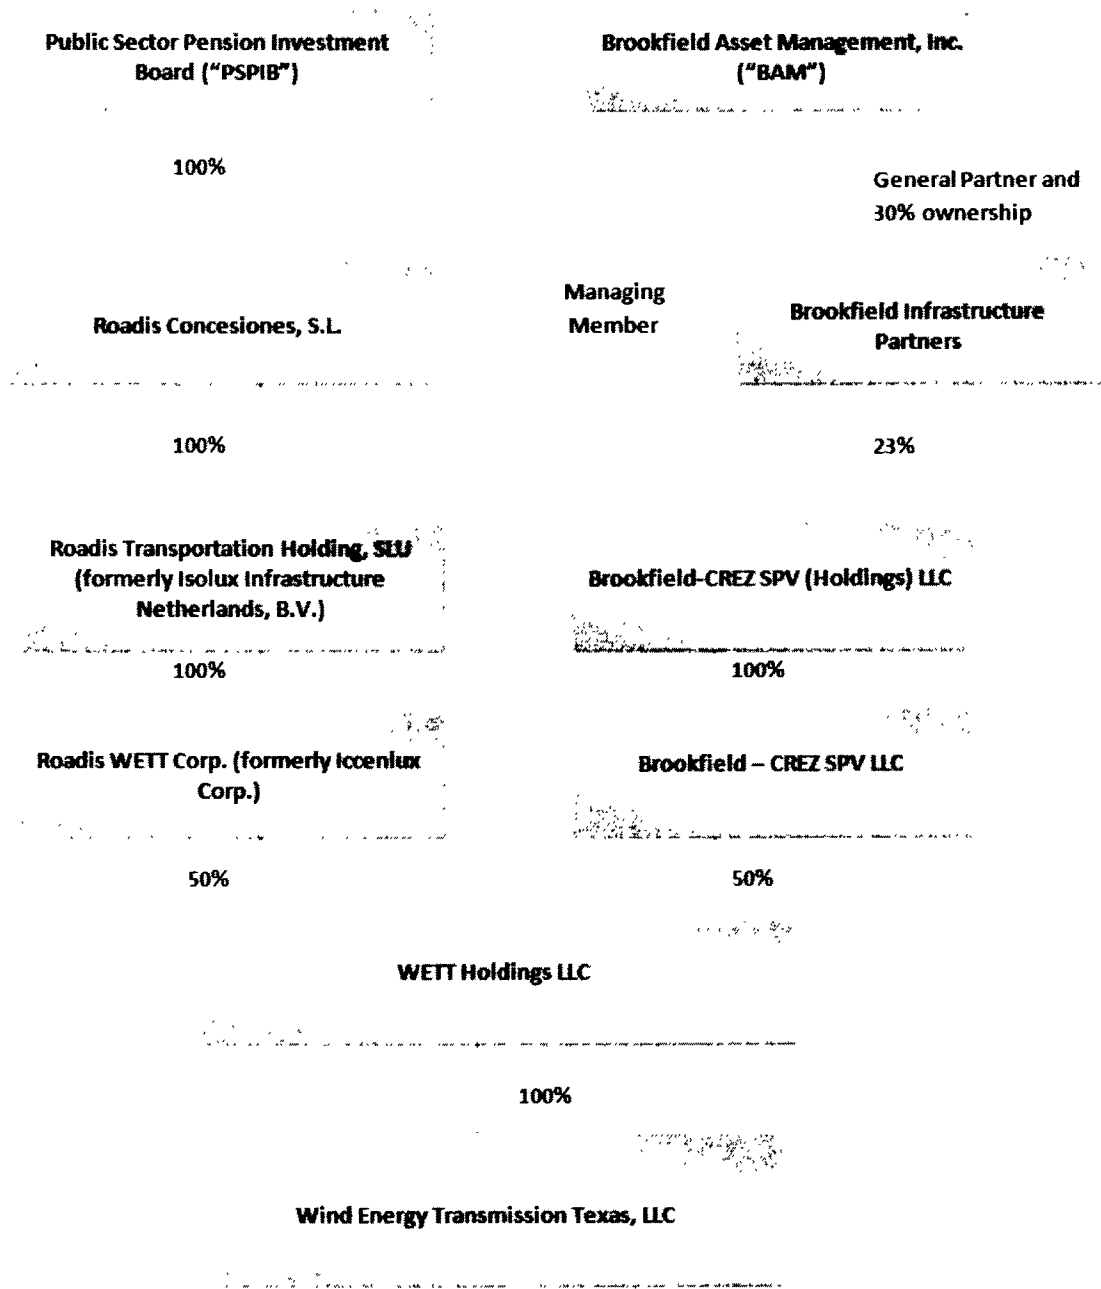 Public Sector Pension Investment
Board ("PSPIB")
Brookfield Asset Management, Inc.
("BAM")
100%
General Partner and
30% ownership
Managing
Member
Roadis Concesiones, S.L.
Brookfield Infrastructure
Partners
100%
23%
Roadis Transportation Holding, SLU
(formerly Isolux Infrastructure
Netherlands, B.V.)
Brookfield-CREZ SPV (Holdings) LLC
100%
100%
Roadis WETT Corp. (formerly Iccenlux
Corp.)
Brookfield – CREZ SPV LLC
50%
50%
WETT Holdings LLC
100%
Wind Energy Transmission Texas, LLC